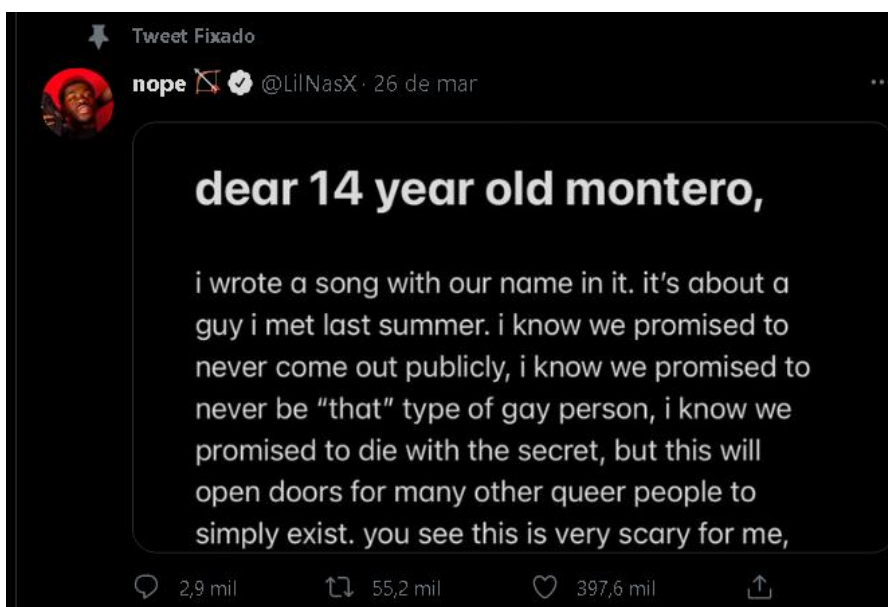 Tweet Fixado
nope @LilNasX · 26 de mar
dear 14 year old montero,
i wrote a song with our name in it. it's about a
guy i met last summer. i know we promised to
never come out publicly, i know we promised to
never be “that” type of gay person, i know we
promised to die with the secret, but this will
open doors for many other queer people to
simply exist. you see this is very scary for me,
2,9 mil 55,2 mil 397,6 mil